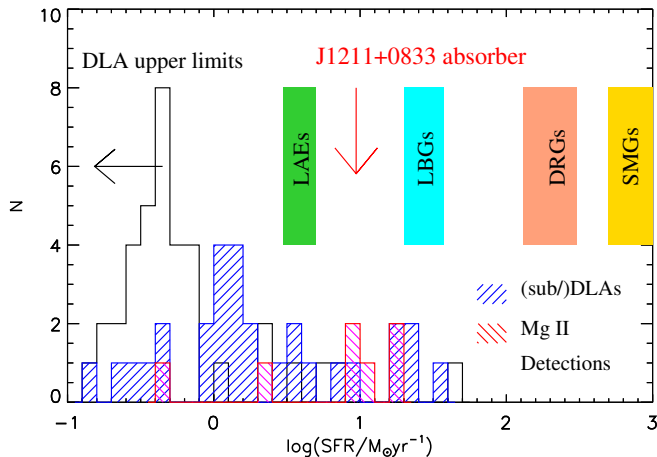 10
8
6
4
2
0
N
DLA upper limits
J1211+0833 absorber
LAEs
LBGs
DRGs
SMGs
(sub/)DLAs
Mg II
Detections
−1 0 1 2 3
log(SFR/M⊙yr⁻¹)